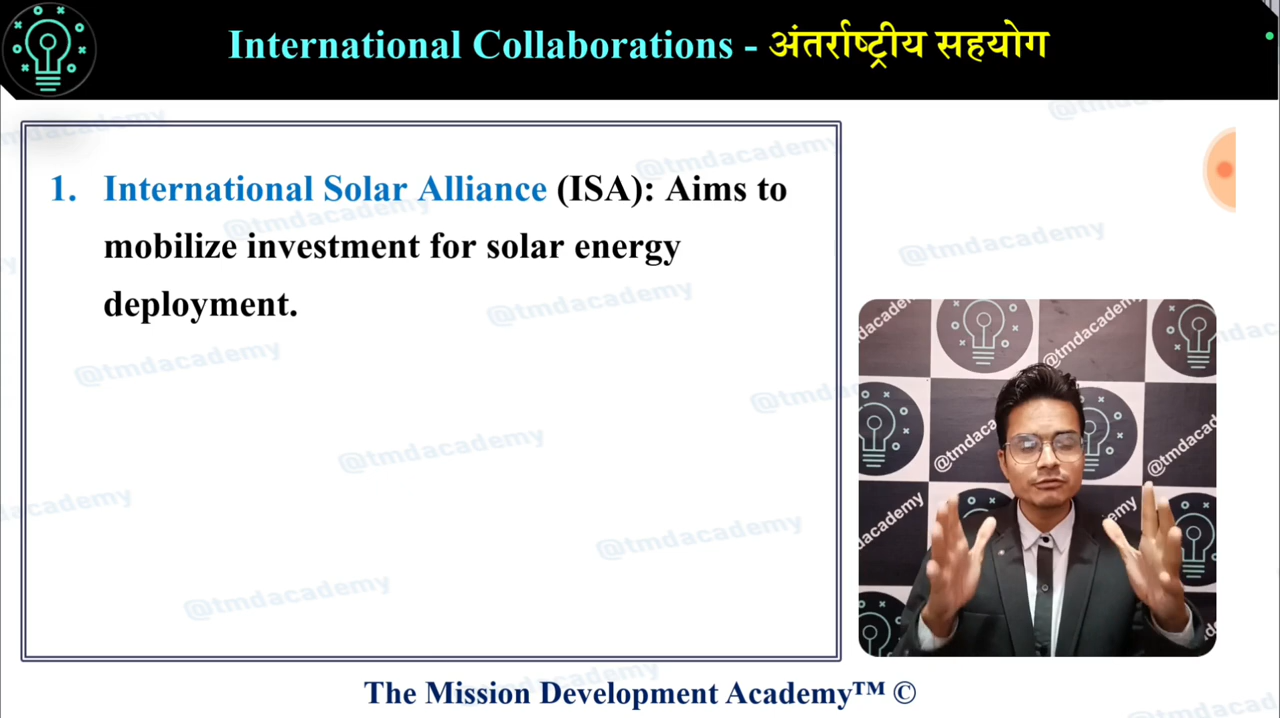 International Collaborations - अंतर्राष्ट्रीय सहयोग
1. International Solar Alliance (ISA): Aims to
mobilize investment for solar energy
deployment.
@tmdacademy
The Mission Development Academy™ ©